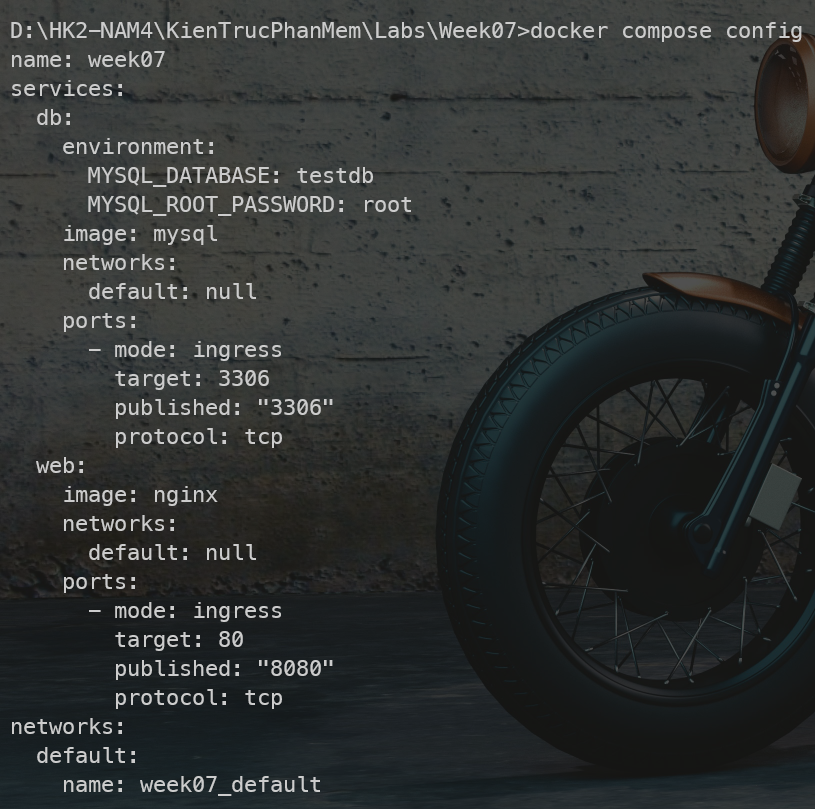 D:\HK2-NAM4\KienTrucPhanMem\Labs\Week07>docker compose config
name: week07
services:
  db:
    environment:
      MYSQL_DATABASE: testdb
      MYSQL_ROOT_PASSWORD: root
    image: mysql
    networks:
      default: null
    ports:
      - mode: ingress
        target: 3306
        published: "3306"
        protocol: tcp
  web:
    image: nginx
    networks:
      default: null
    ports:
      - mode: ingress
        target: 80
        published: "8080"
        protocol: tcp
networks:
  default:
    name: week07_default